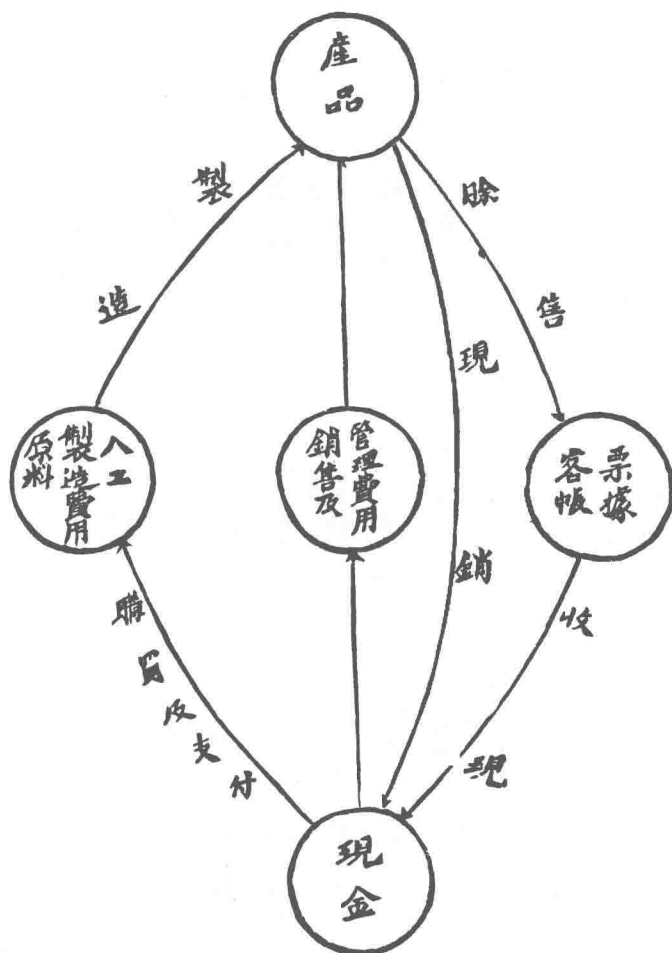 產品
製造
賒售
現銷
人工
製造費用
原料
管理費用
銷售及
票據
客帳
購買及支付
收現
現金